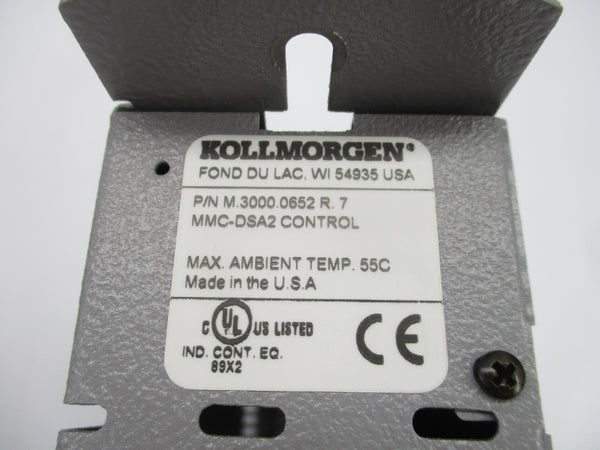 KOLLMORGEN®
FOND DU LAC, WI 54935 USA
P/N M.3000.0652 R. 7
MMC-DSA2 CONTROL
MAX. AMBIENT TEMP. 55C
Made in the U.S.A
C UL US LISTED
IND. CONT. EQ.
89X2
CE